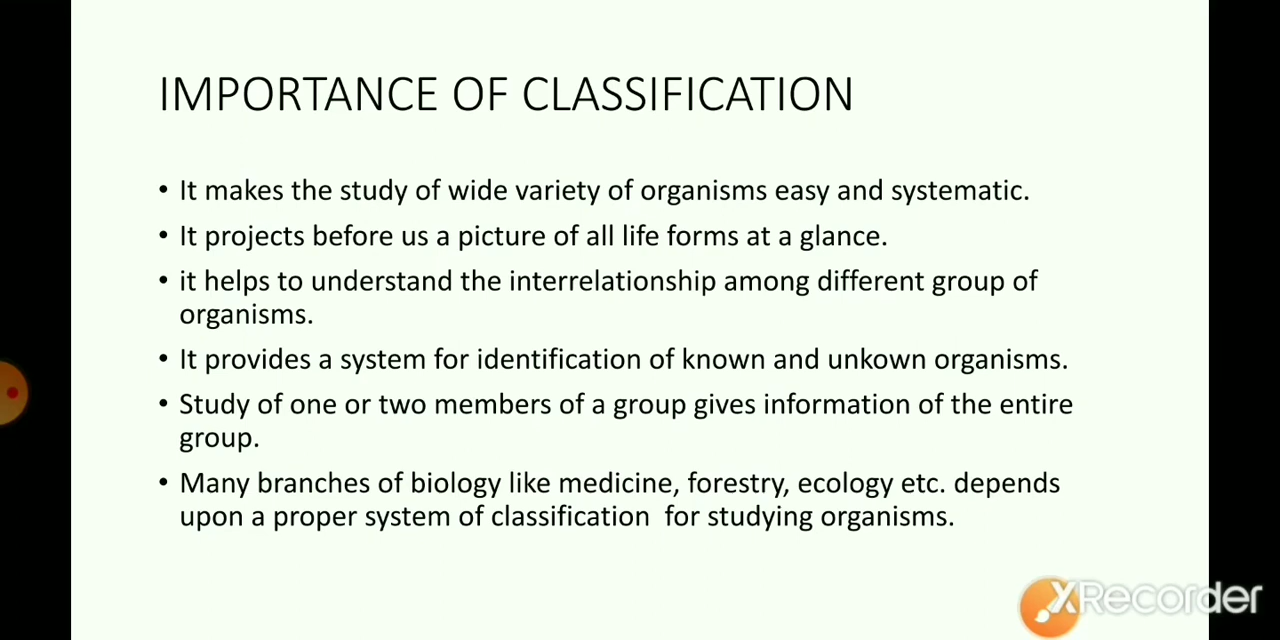 IMPORTANCE OF CLASSIFICATION
• It makes the study of wide variety of organisms easy and systematic.
• It projects before us a picture of all life forms at a glance.
• it helps to understand the interrelationship among different group of
organisms.
• It provides a system for identification of known and unkown organisms.
• Study of one or two members of a group gives information of the entire
group.
• Many branches of biology like medicine, forestry, ecology etc. depends
upon a proper system of classification  for studying organisms.
XRecorder